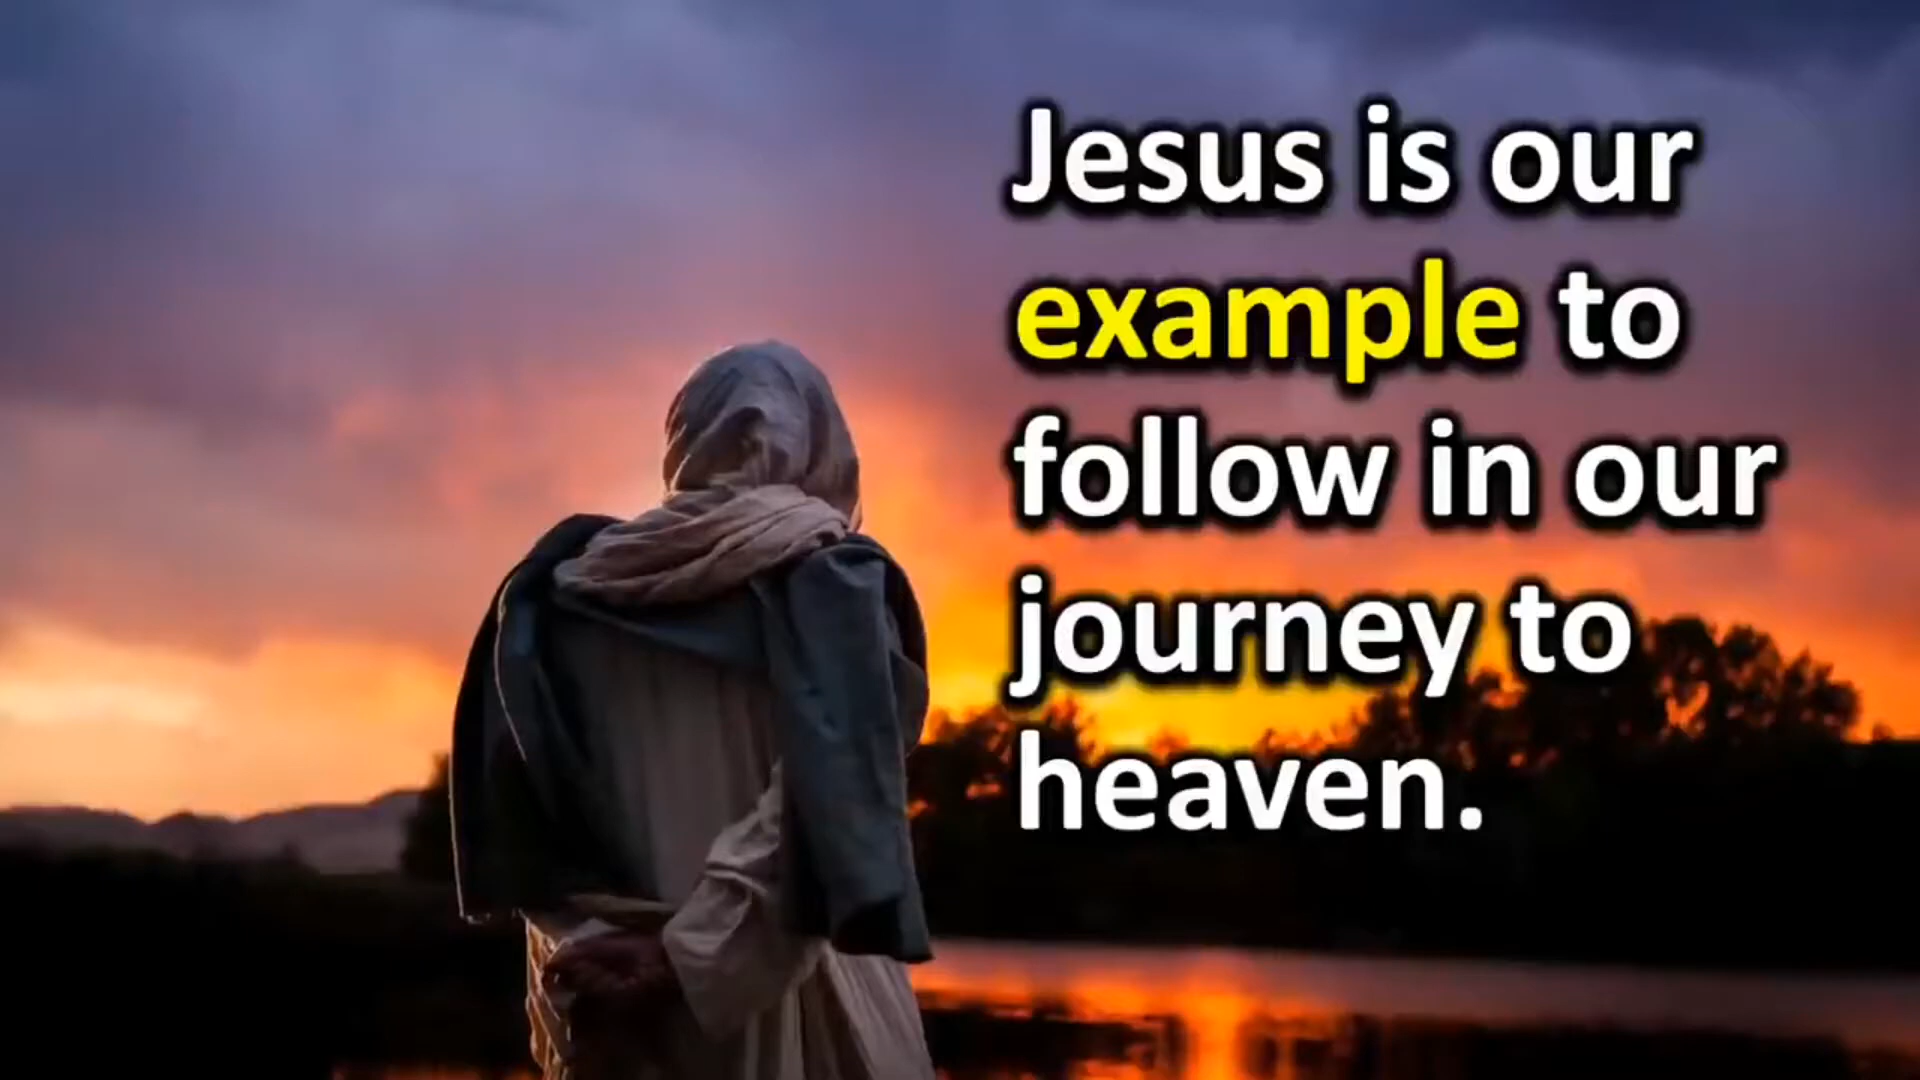 Jesus is our
example to
follow in our
journey to
heaven.